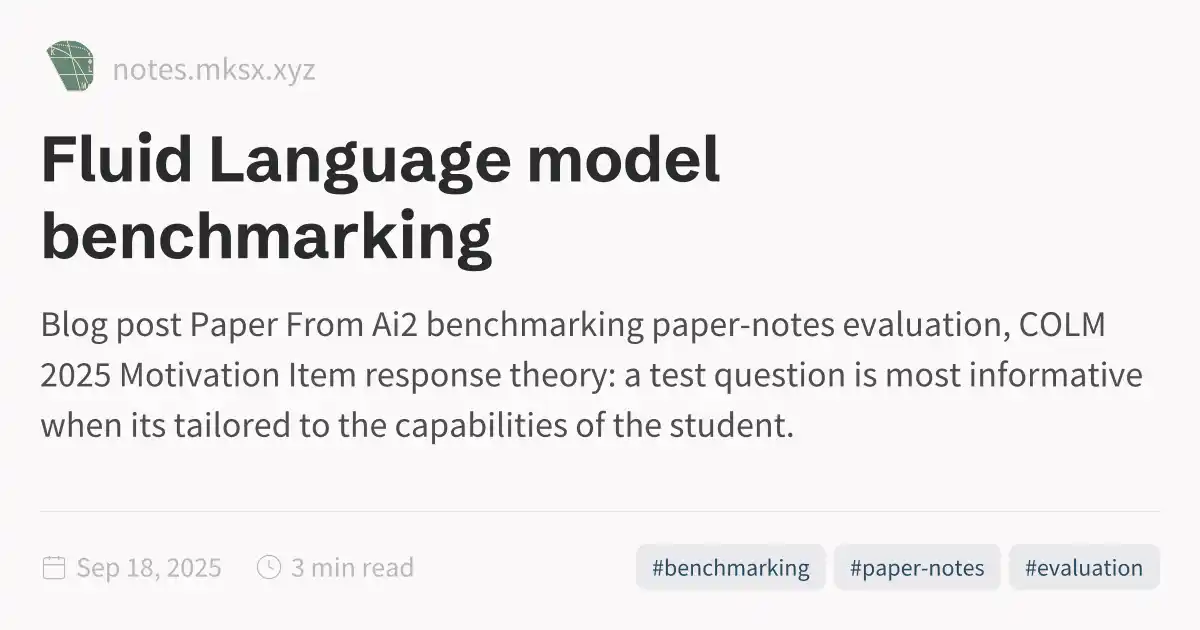 notes.mksx.xyz
Fluid Language model
benchmarking
Blog post Paper From Ai2 benchmarking paper-notes evaluation, COLM
2025 Motivation Item response theory: a test question is most informative
when its tailored to the capabilities of the student.
Sep 18, 2025 3 min read #benchmarking #paper-notes #evaluation